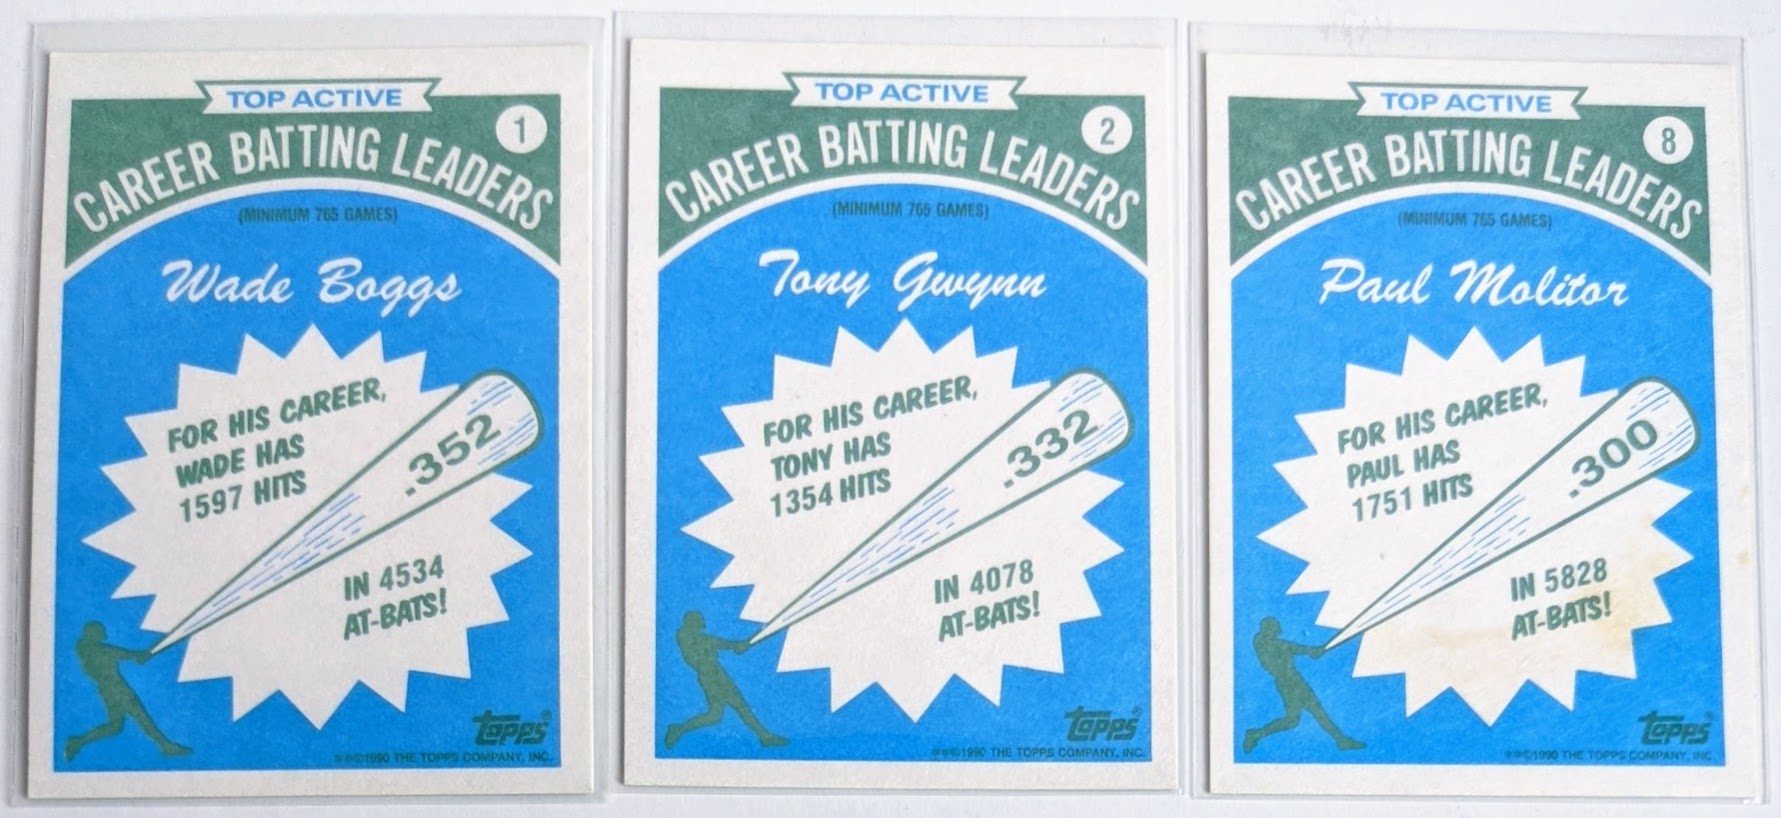 TOP ACTIVE
1
CAREER BATTING LEADERS
(MINIMUM 765 GAMES)
Wade Boggs
FOR HIS CAREER,
WADE HAS
1597 HITS
.352
IN 4534
AT-BATS!
TOPPS®
**©1990 THE TOPPS COMPANY, INC.
TOP ACTIVE
2
CAREER BATTING LEADERS
(MINIMUM 765 GAMES)
Tony Gwynn
FOR HIS CAREER,
TONY HAS
1354 HITS
.332
IN 4078
AT-BATS!
TOPPS®
**©1990 THE TOPPS COMPANY, INC.
TOP ACTIVE
8
CAREER BATTING LEADERS
(MINIMUM 765 GAMES)
Paul Molitor
FOR HIS CAREER,
PAUL HAS
1751 HITS
.300
IN 5828
AT-BATS!
TOPPS®
**©1990 THE TOPPS COMPANY, INC